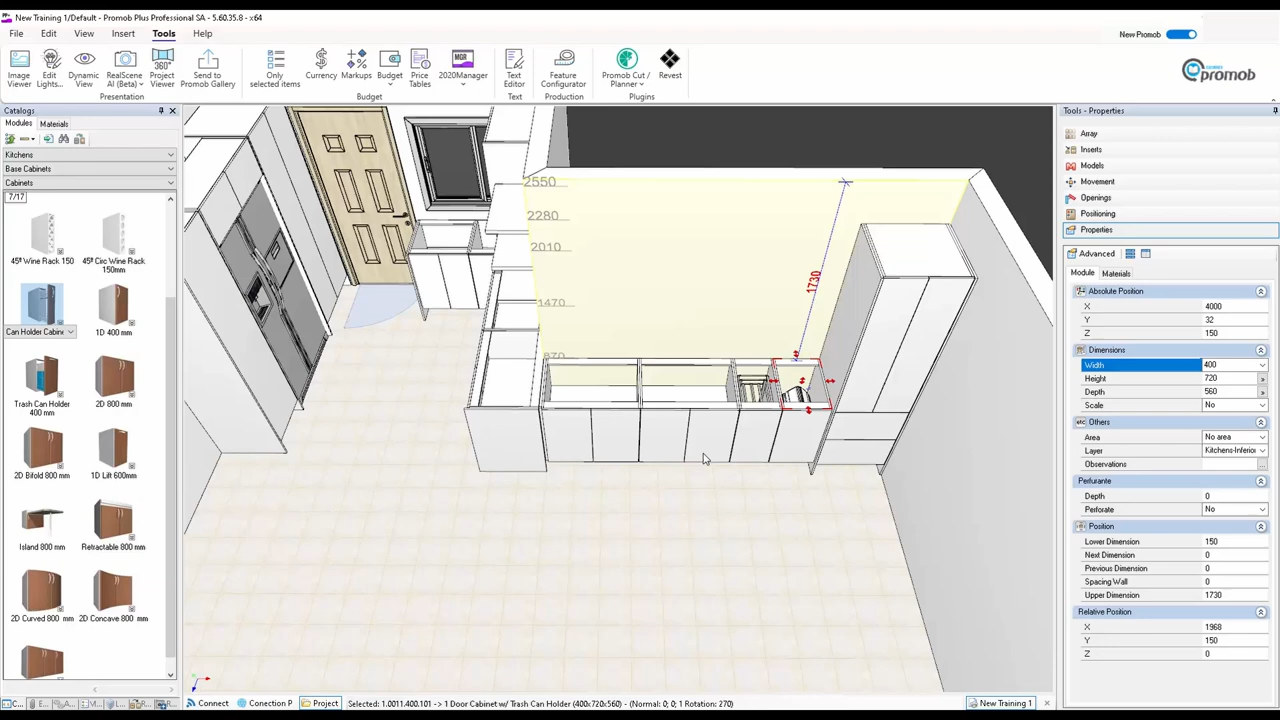 New Training 1/Default - Promob Plus Professional SA - 5.60.35.8 - x64
File Edit View Insert Tools Help
New Promob
Image Viewer
Edit Lights...
Dynamic View
RealScene AI (Beta)
Project Viewer
Send to Promob Gallery
Presentation
Only selected items
Currency
Markups
Budget
Price Tables
2020Manager
Budget
Text Editor
Text
Feature Configurator
Production
Promob Cut / Planner
Revest
Plugins
promob
Catalogs
Modules Materials
Kitchens
Base Cabinets
Cabinets
7/17
45º Wine Rack 150
45º Circ Wine Rack 150mm
Can Holder Cabin
1D 400 mm
Trash Can Holder 400 mm
2D 800 mm
2D Bifold 800 mm
1D Lift 600mm
Island 800 mm
Retractable 800 mm
2D Curved 800 mm
2D Concave 800 mm
2550
2280
2010
1470
870
1730
Tools - Properties
Array
Inserts
Models
Movement
Openings
Positioning
Properties
Advanced
Module Materials
Absolute Position
X 4000
Y 32
Z 150
Dimensions
Width 400
Height 720
Depth 560
Scale No
Others
Area No area
Layer Kitchens-Inferior
Observations
Perfurante
Depth 0
Perforate No
Position
Lower Dimension 150
Next Dimension 0
Previous Dimension 0
Spacing Wall 0
Upper Dimension 1730
Relative Position
X 1968
Y 150
Z 0
Connect Conection P Project Selected: 1.0011.400.101 -> 1 Door Cabinet w/ Trash Can Holder (400x720x560) - (Normal: 0; 0; 1 Rotation: 270) New Training 1